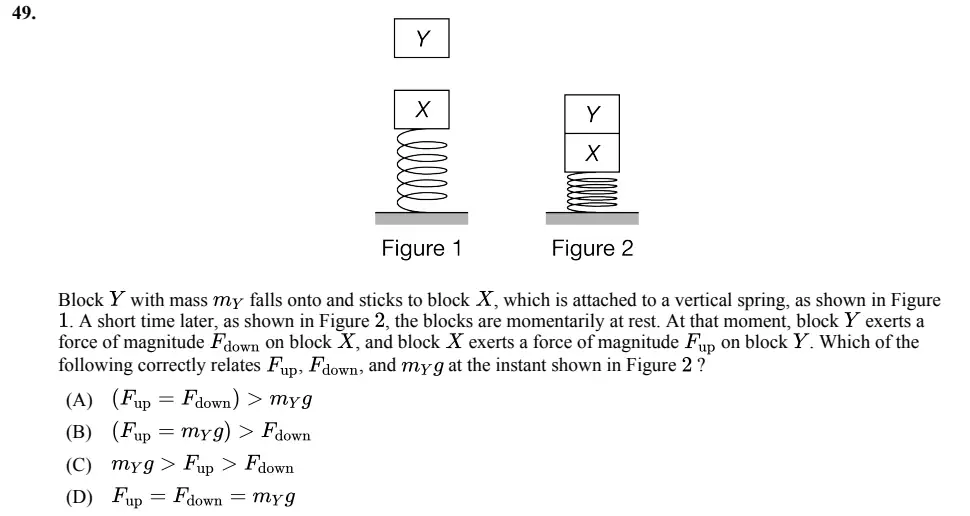 49.
Y
X
Y
X
Figure 1
Figure 2
Block Y with mass m_Y falls onto and sticks to block X, which is attached to a vertical spring, as shown in Figure
1. A short time later, as shown in Figure 2, the blocks are momentarily at rest. At that moment, block Y exerts a
force of magnitude F_down on block X, and block X exerts a force of magnitude F_up on block Y. Which of the
following correctly relates F_up, F_down, and m_Y g at the instant shown in Figure 2 ?
(A) (F_up = F_down) > m_Y g
(B) (F_up = m_Y g) > F_down
(C) m_Y g > F_up > F_down
(D) F_up = F_down = m_Y g